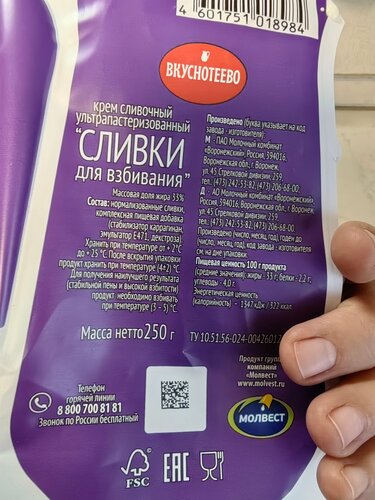 4 601751 018984
ВКУСНОТЕЕВО
крем сливочный
ультрапастеризованный
"СЛИВКИ
для взбивания"
Массовая доля жира 33%
Состав: нормализованные сливки,
комплексная пищевая добавка
(стабилизатор каррагинан,
эмульгатор Е471, декстроза)
Хранить при температуре от + 2°С
до + 25 °С. После вскрытия упаковки
продукт хранить при температуре (4±2) °С
Для получения наилучшего результата
(стабильной пены и высокой взбитости)
продукт необходимо взбивать
при температуре (3 – 5) °С.
Масса нетто 250 г
Телефон
горячей линии
8 800 700 81 81
Звонок по России бесплатный
Произведено (буква указывает на код
завода - изготовителя):
М - ПАО Молочный комбинат
"Воронежский", Россия, 394016,
Воронежская обл., г. Воронеж,
ул. 45 Стрелковой дивизии, 259,
тел.: (473) 242-53-82, (473) 206-68-00.
Д - АО Молочный комбинат "Воронежский",
Россия, 394016, Воронежская обл., г. Воронеж,
ул. 45 Стрелковой дивизии, 259,
тел.: (473) 242-53-82, (473) 206-68-00.
Произведено (число, месяц, год), годен до
(число, месяц, год), код завода - изготовителя
см. на дне упаковки.
Пищевая ценность 100 г продукта
(средние значения): жиры - 33 г, белки - 2,2 г,
углеводы - 4,0 г.
Энергетическая ценность
(калорийность) - 1347 кДж / 322 ккал.
ТУ 10.51.56-024-004260
Продукт группы
компаний
«Молвест»
www.molvest.ru
МОЛВЕСТ
FSC
EAC